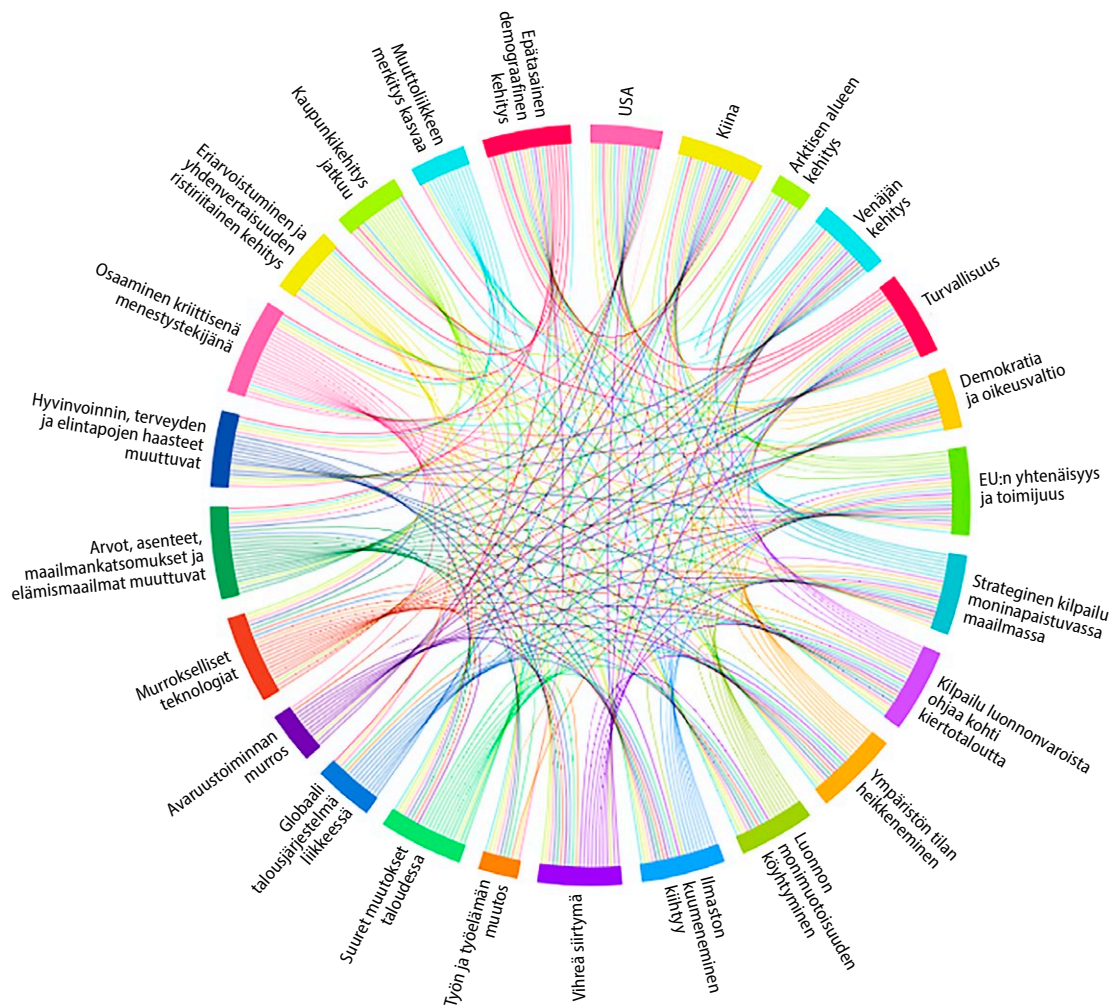 Epätasainen
demograafinen
kehitys
USA
Kiina
Arktisen alueen
kehitys
Venäjän
kehitys
Turvallisuus
Demokratia
ja oikeusvaltio
EU:n yhtenäisyys
ja toimijuus
Strateginen kilpailu
moninapaistuvassa
maailmassa
Kilpailu luonnonvaroista
ohjaa kohti
kiertotaloutta
Ympäristön tilan
heikkeneminen
Luonnon
monimuotoisuuden
köyhtyminen
Ilmaston
kuumeneminen
kiihtyy
Vihreä siirtymä
Työn ja työelämän
muutos
Suuret muutokset
taloudessa
Globaali
talousjärjestelmä
liikkeessä
Avaruustoiminnan
murros
Murrokselliset
teknologiat
Arvot, asenteet,
maailmankatsomukset ja
elämismaailmat muuttuvat
Hyvinvoinnin, terveyden
ja elintapojen haasteet
muuttuvat
Osaaminen kriittisenä
menestystekijänä
Eriarvoistuminen ja
yhdenvertaisuuden
ristiriitainen kehitys
Kaupunkikehitys
jatkuu
Muuttoliikkeen
merkitys kasvaa